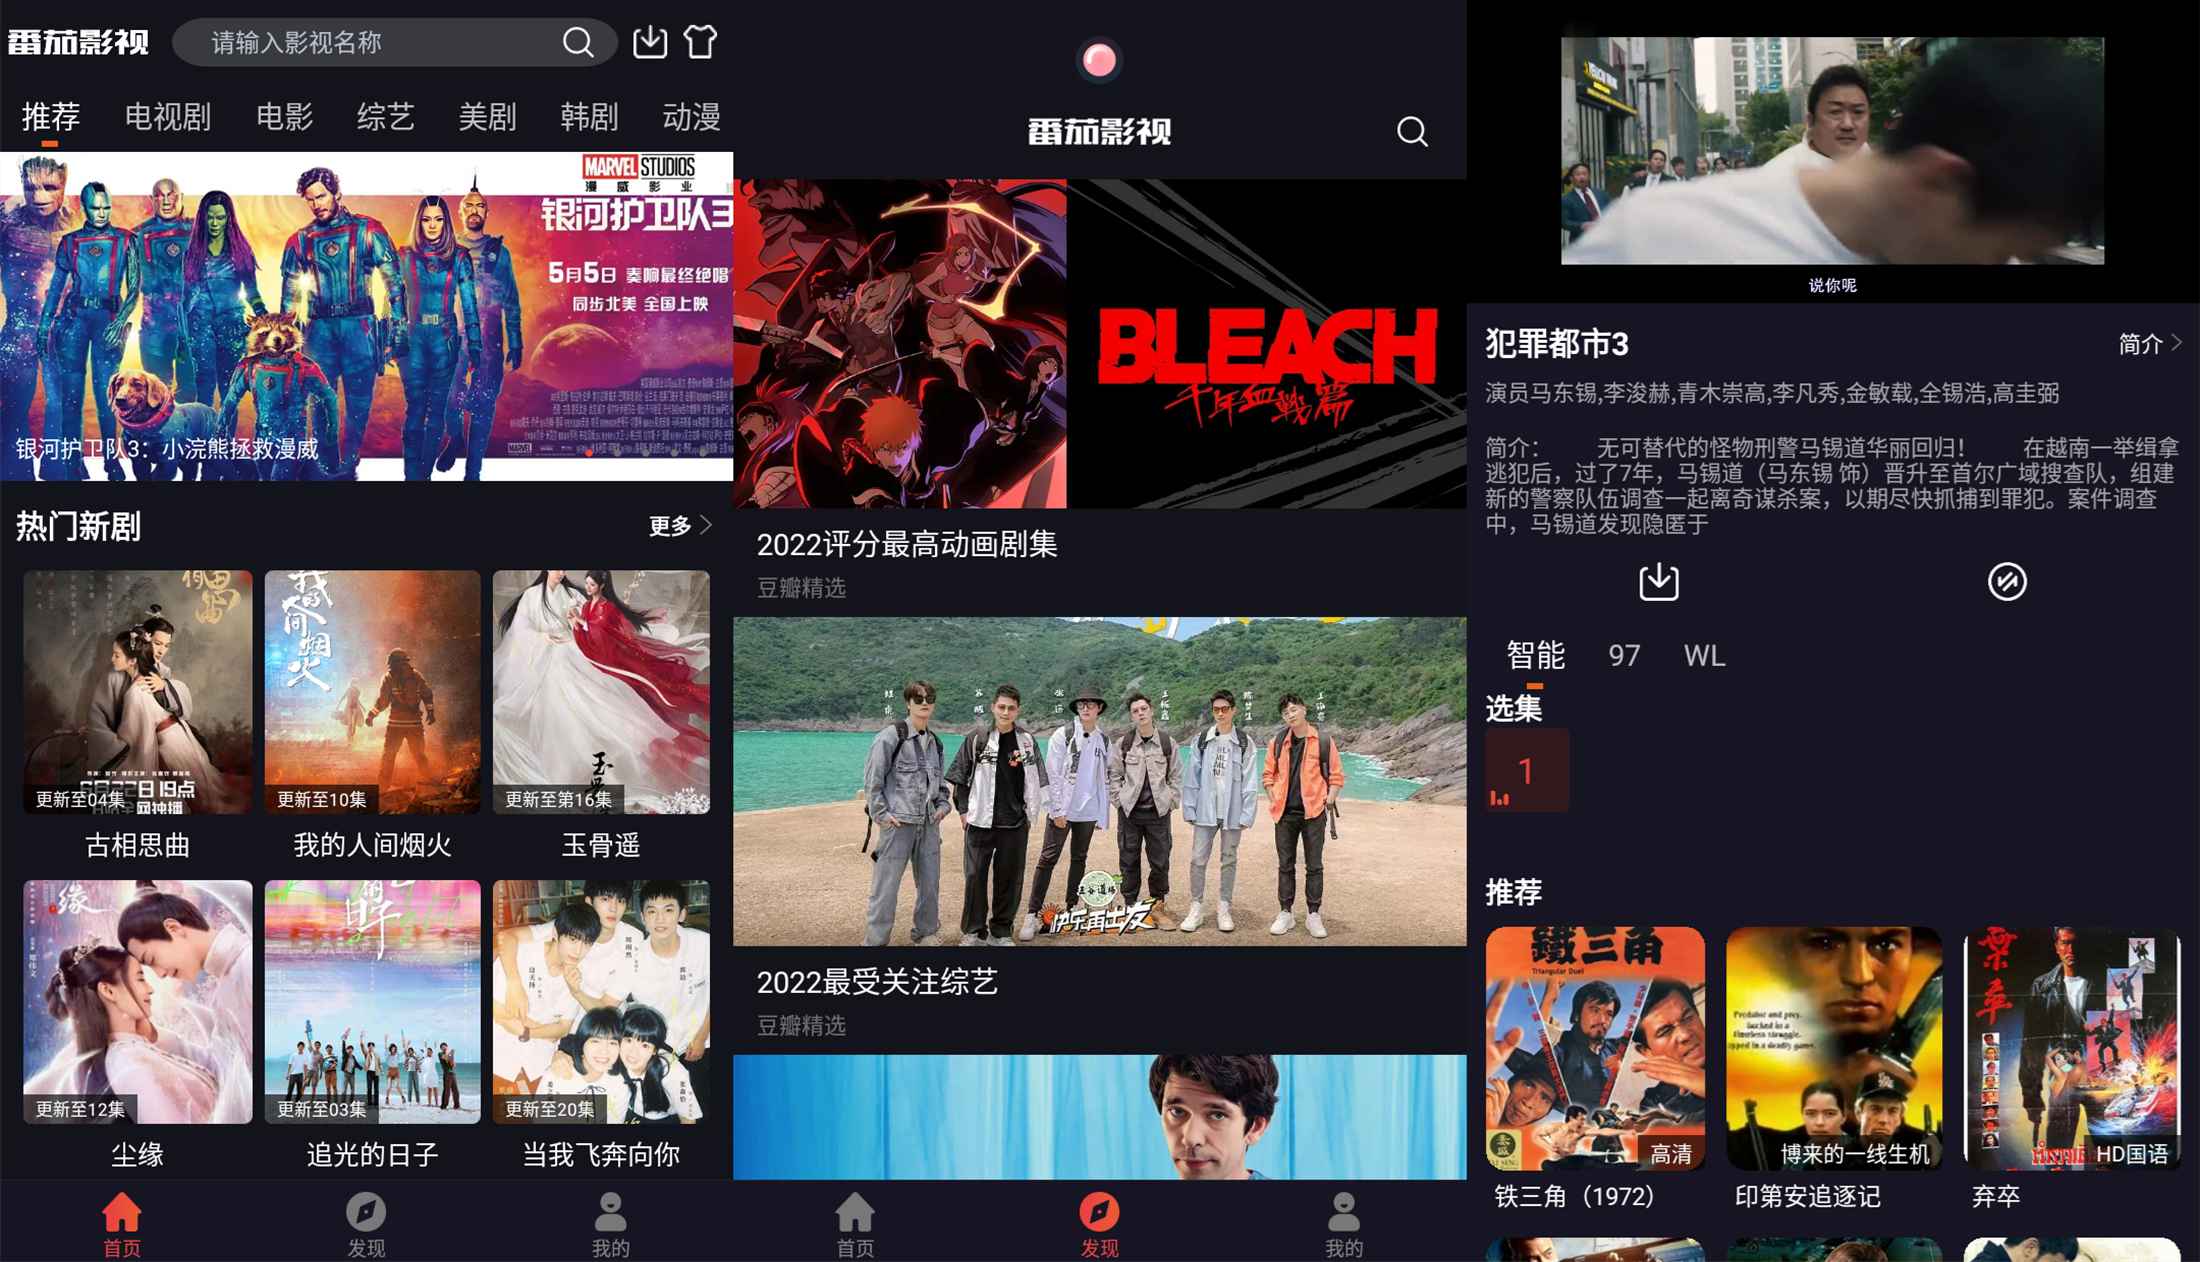 番茄影视
请输入影视名称
推荐 电视剧 电影 综艺 美剧 韩剧 动漫
MARVEL STUDIOS
漫威影业
银河护卫队3
5月5日 奏响最终绝唱
同步北美 全国上映
银河护卫队3：小浣熊拯救漫威
热门新剧
更多
更新至04集
更新至10集
更新至第16集
古相思曲
我的人间烟火
玉骨遥
更新至12集
更新至03集
更新至20集
尘缘
追光的日子
当我飞奔向你
首页 发现 我的
番茄影视
BLEACH
千年血戦篇
2022评分最高动画剧集
豆瓣精选
快乐再出发
2022最受关注综艺
豆瓣精选
首页 发现 我的
说你呢
犯罪都市3
简介
演员马东锡,李浚赫,青木崇高,李凡秀,金敏载,全锡浩,高圭弼
简介： 无可替代的怪物刑警马锡道华丽回归！ 在越南一举缉拿
逃犯后，过了7年，马锡道（马东锡 饰）晋升至首尔广域搜查队，组建
新的警察队伍调查一起离奇谋杀案，以期尽快抓捕到罪犯。案件调查
中，马锡道发现隐匿于
智能 97 WL
选集
1
推荐
鐵三角
Triangular Duel
高清
博来的一线生机
棄卒
HD国语
铁三角（1972）
印第安追逐记
弃卒